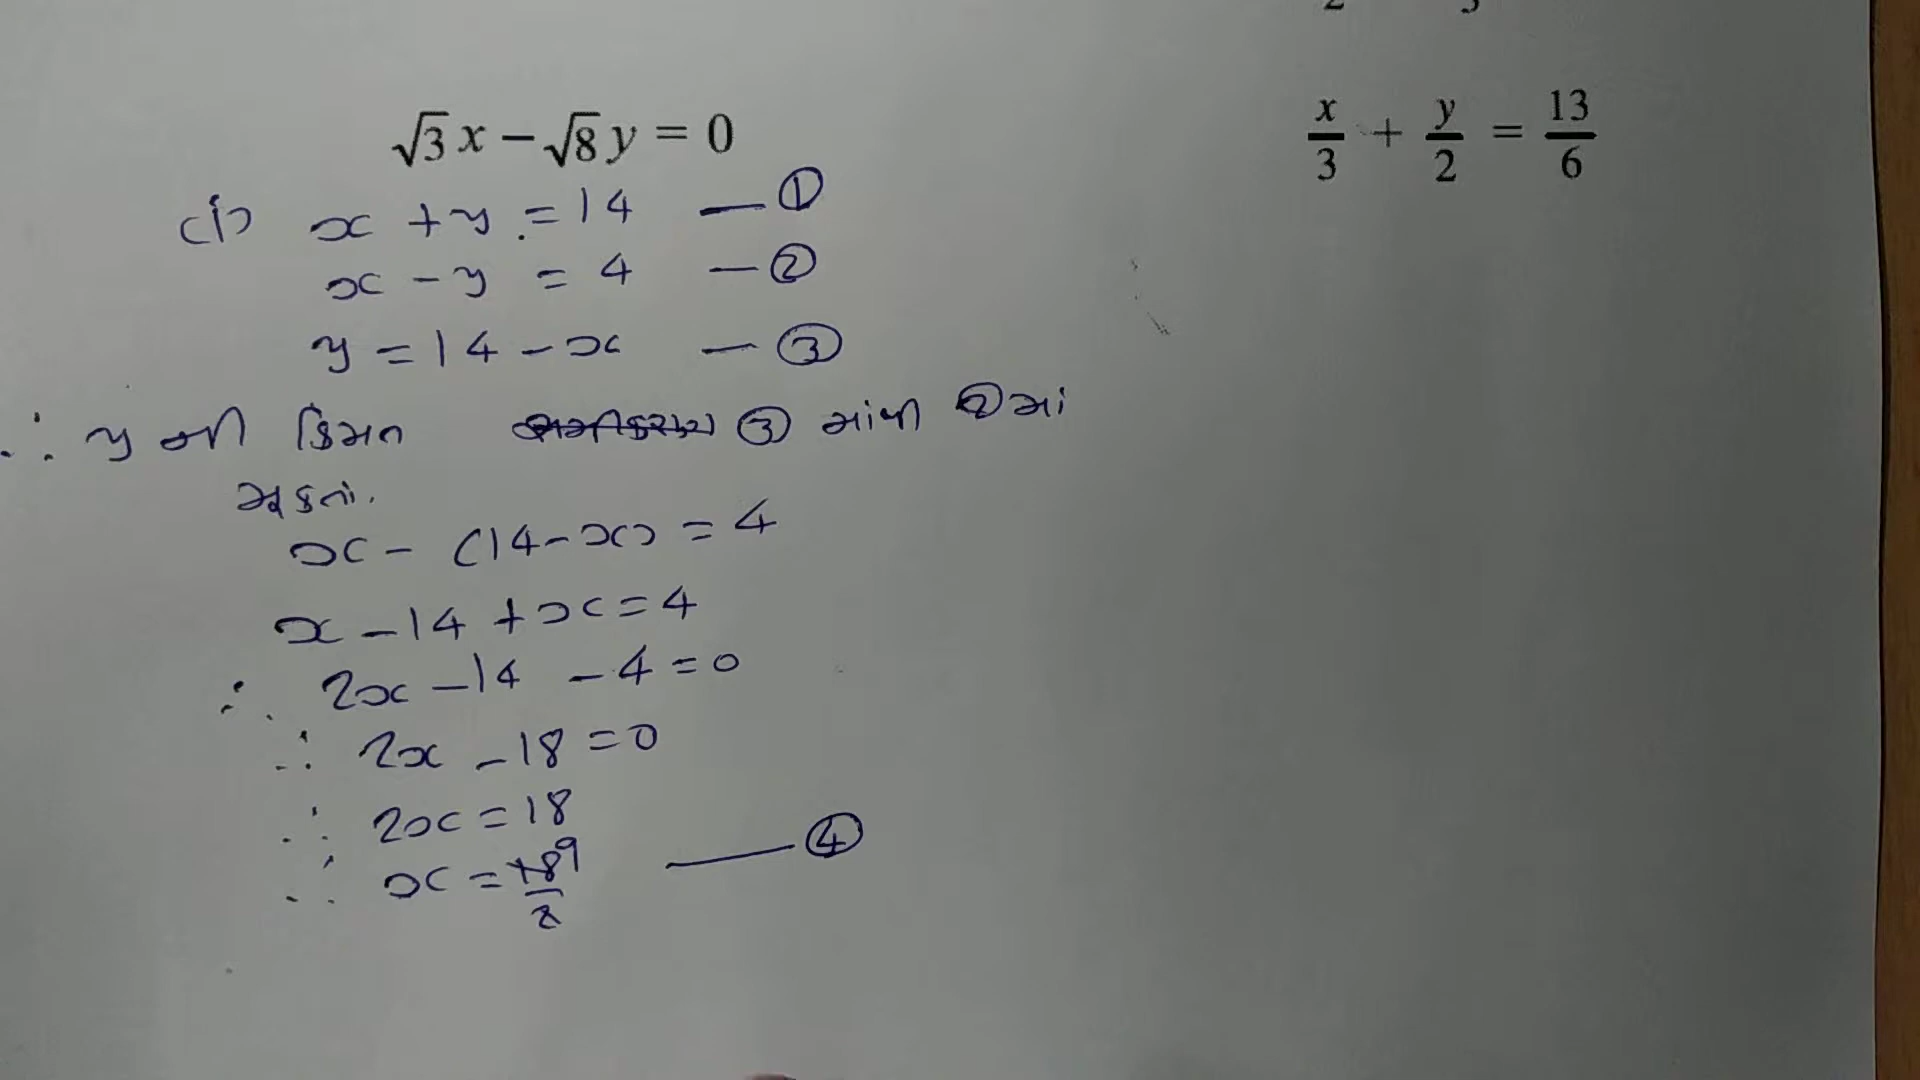 √3 x − √8 y = 0
x/3 + y/2 = 13/6
(i) x + y = 14 — ①
x − y = 4 — ②
y = 14 − x — ③
∴ y ની કિંમત ③ માંથી ②માં
મૂકતાં.
x − (14 − x) = 4
x − 14 + x = 4
∴ 2x − 14 − 4 = 0
∴ 2x − 18 = 0
∴ 2x = 18
∴ x = 18/2 9 — ④